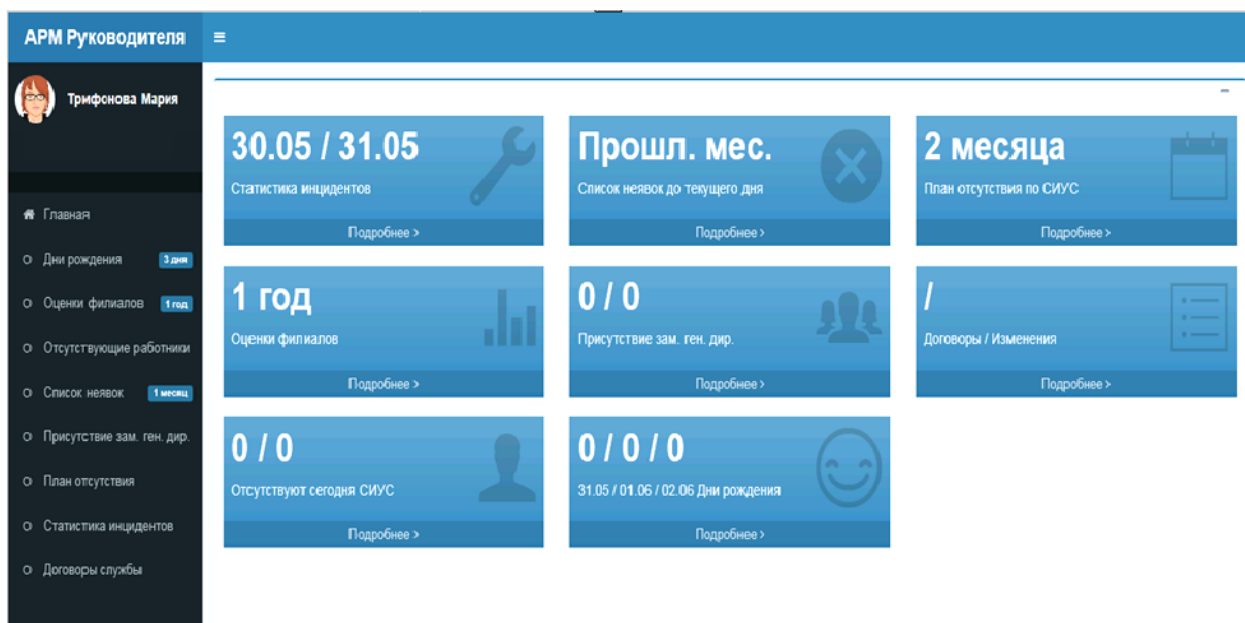 АРМ Руководителя
Трифонова Мария
Главная
Дни рождения 3 дня
Оценки филиалов 1 год
Отсутствующие работники
Список неявок 1 месяц
Присутствие зам. ген. дир.
План отсутствия
Статистика инцидентов
Договоры службы
30.05 / 31.05
Статистика инцидентов
Подробнее >
Прошл. мес.
Список неявок до текущего дня
Подробнее >
2 месяца
План отсутствия по СИУС
Подробнее >
1 год
Оценки филиалов
Подробнее >
0 / 0
Присутствие зам. ген. дир.
Подробнее >
/
Договоры / Изменения
Подробнее >
0 / 0
Отсутствуют сегодня СИУС
Подробнее >
0 / 0 / 0
31.05 / 01.06 / 02.06 Дни рождения
Подробнее >